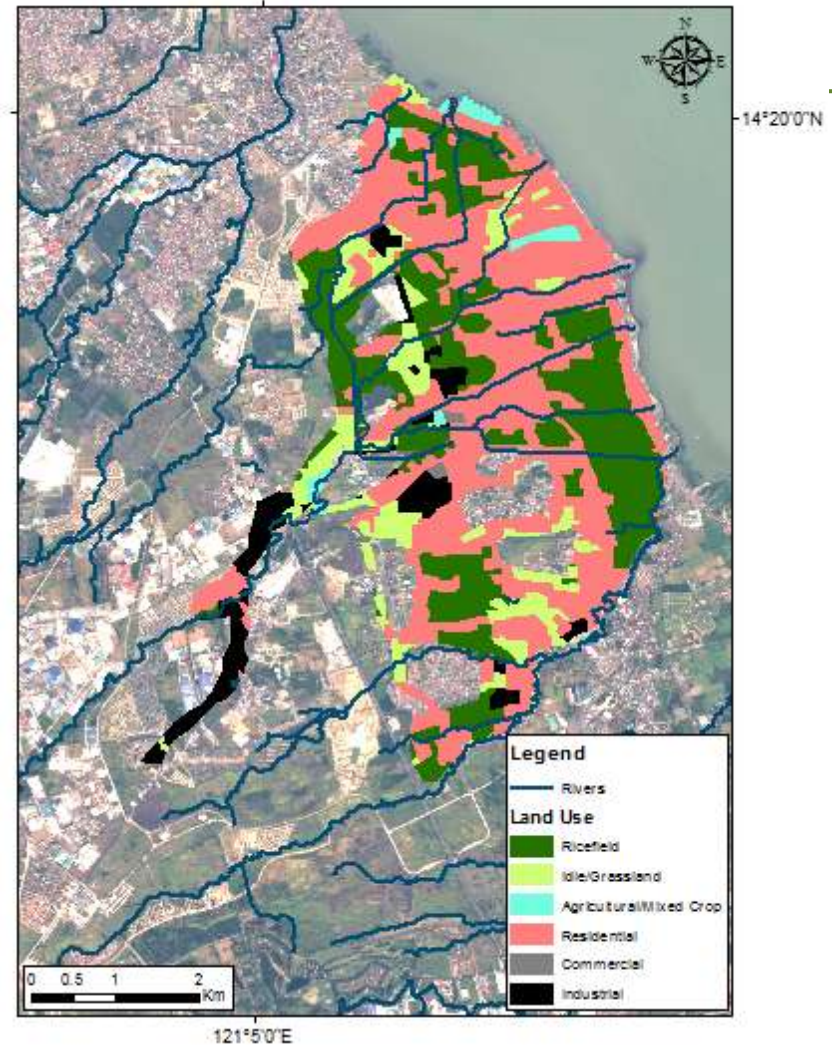 N
W E
S
14°20'0"N
Legend
Rivers
Land Use
Ricefield
Idle/Grassland
Agricultural/Mixed Crop
Residential
Commercial
Industrial
0 0.5 1 2
Km
121°5'0"E